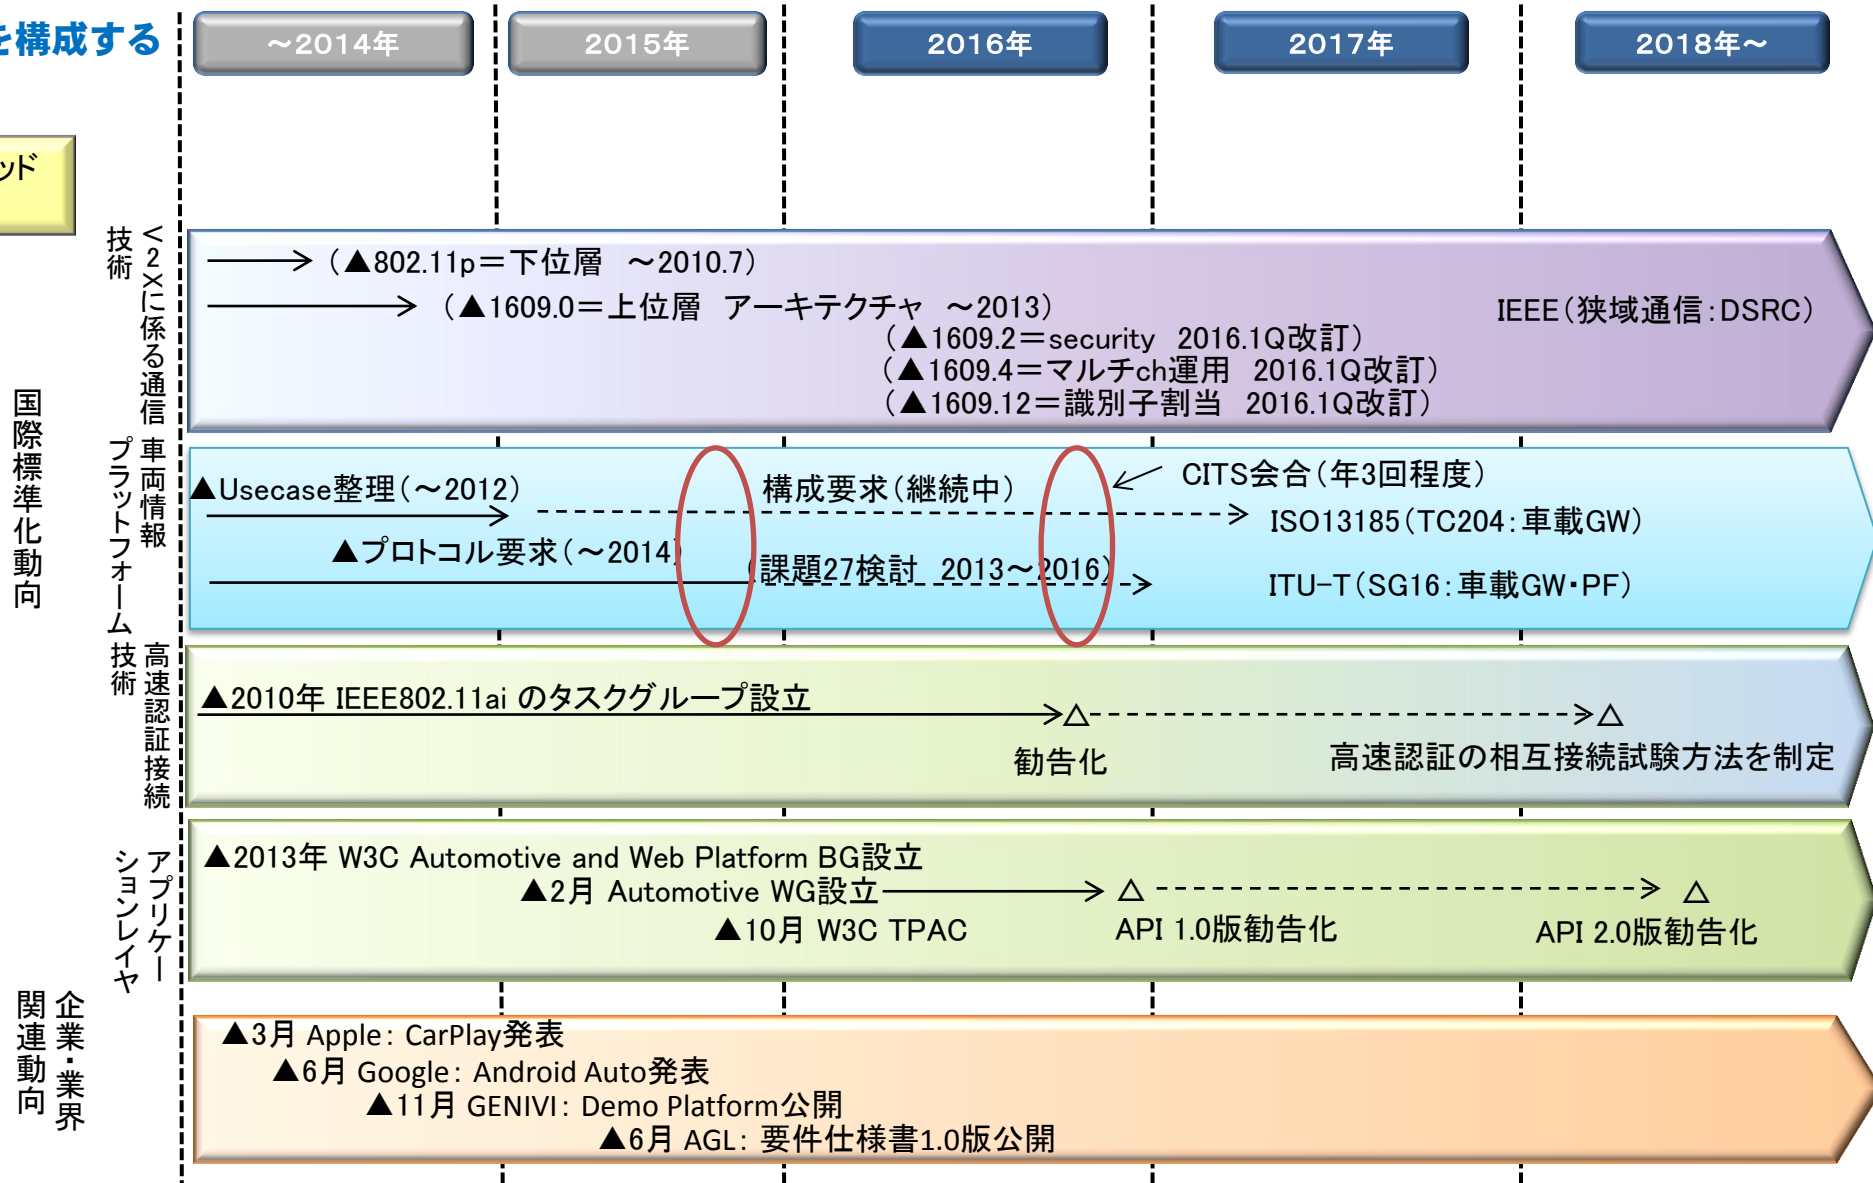 を構成する
～2014年
2015年
2016年
2017年
2018年～
ッド
国際標準化動向
V2Xに係る通信
技術
（▲802.11p＝下位層　～2010.7）
（▲1609.0＝上位層　アーキテクチャ　～2013）
（▲1609.2＝security　2016.1Q改訂）
（▲1609.4＝マルチch運用　2016.1Q改訂）
（▲1609.12＝識別子割当　2016.1Q改訂）
IEEE（狭域通信：DSRC）
車両情報
プラットフォーム
▲Usecase整理（～2012）
構成要求（継続中）
CITS会合（年3回程度）
ISO13185（TC204：車載GW）
▲プロトコル要求（～2014）
（課題27検討　2013～2016）
ITU-T（SG16：車載GW・PF）
高速認証接続
技術
▲2010年 IEEE802.11ai のタスクグループ設立
△
△
勧告化
高速認証の相互接続試験方法を制定
アプリケー
ションレイヤ
▲2013年 W3C Automotive and Web Platform BG設立
▲2月 Automotive WG設立
△
△
▲10月 W3C TPAC
API 1.0版勧告化
API 2.0版勧告化
企業・業界
関連動向
▲3月 Apple： CarPlay発表
▲6月 Google： Android Auto発表
▲11月 GENIVI： Demo Platform公開
▲6月 AGL： 要件仕様書1.0版公開